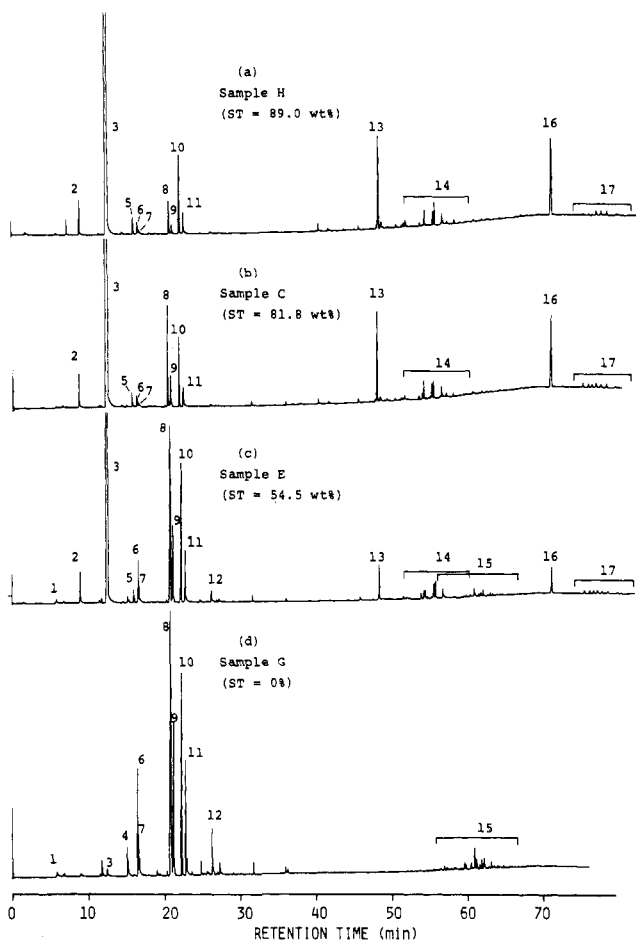 (a)
Sample H
(ST = 89.0 wt%)
3
13
16
10
2
8
14
17
5 6 7
9 11
(b)
Sample C
(ST = 81.8 wt%)
3
8
13
16
10
2
9
14
17
5 6 7
11
(c)
Sample E
(ST = 54.5 wt%)
8
3
10
9
11
6
2
13
14
15
16
17
1
5 7
12
(d)
Sample G
(ST = 0%)
8
9
10
6
11
7
12
4
15
1
3
0 10 20 30 40 50 60 70
RETENTION TIME (min)